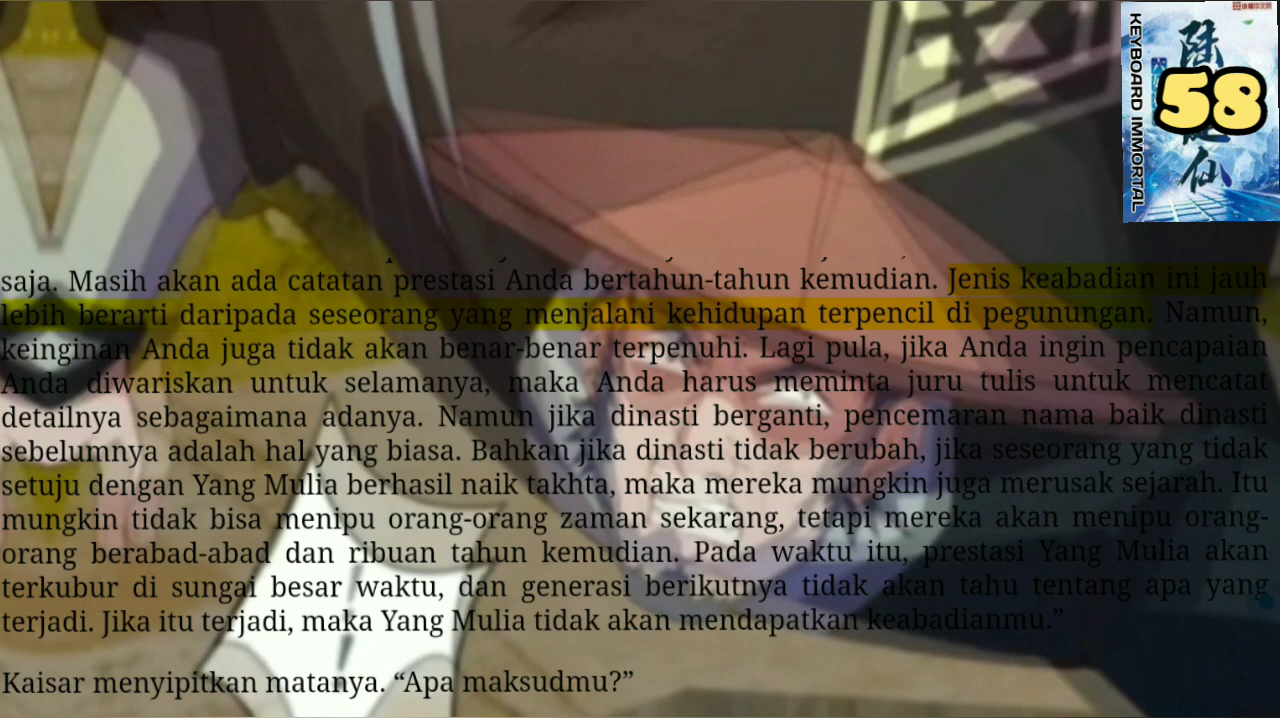 saja. Masih akan ada catatan prestasi Anda bertahun-tahun kemudian. Jenis keabadian ini jauh
lebih berarti daripada seseorang yang menjalani kehidupan terpencil di pegunungan. Namun,
keinginan Anda juga tidak akan benar-benar terpenuhi. Lagi pula, jika Anda ingin pencapaian
Anda diwariskan untuk selamanya, maka Anda harus meminta juru tulis untuk mencatat
detailnya sebagaimana adanya. Namun jika dinasti berganti, pencemaran nama baik dinasti
sebelumnya adalah hal yang biasa. Bahkan jika dinasti tidak berubah, jika seseorang yang tidak
setuju dengan Yang Mulia berhasil naik takhta, maka mereka mungkin juga merusak sejarah. Itu
mungkin tidak bisa menipu orang-orang zaman sekarang, tetapi mereka akan menipu orang-
orang berabad-abad dan ribuan tahun kemudian. Pada waktu itu, prestasi Yang Mulia akan
terkubur di sungai besar waktu, dan generasi berikutnya tidak akan tahu tentang apa yang
terjadi. Jika itu terjadi, maka Yang Mulia tidak akan mendapatkan keabadianmu.”
Kaisar menyipitkan matanya. “Apa maksudmu?”
KEYBOARD IMMORTAL
58
陆
仙